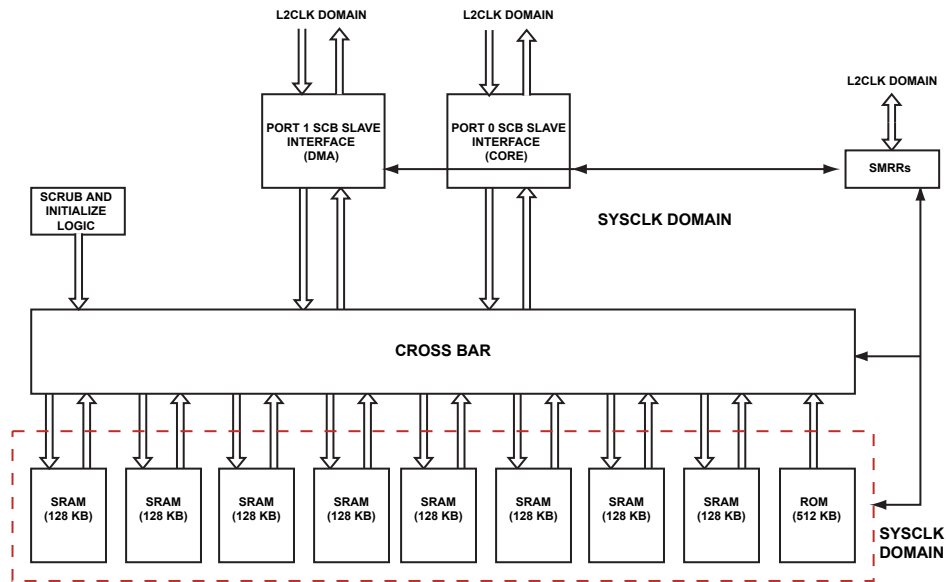 L2CLK DOMAIN
L2CLK DOMAIN
L2CLK DOMAIN
PORT 1 SCB SLAVE
INTERFACE
(DMA)
PORT 0 SCB SLAVE
INTERFACE
(CORE)
SMRRs
SCRUB AND
INITIALIZE
LOGIC
SYSCLK DOMAIN
CROSS BAR
SRAM
(128 KB)
SRAM
(128 KB)
SRAM
(128 KB)
SRAM
(128 KB)
SRAM
(128 KB)
SRAM
(128 KB)
SRAM
(128 KB)
SRAM
(128 KB)
ROM
(512 KB)
SYSCLK
DOMAIN